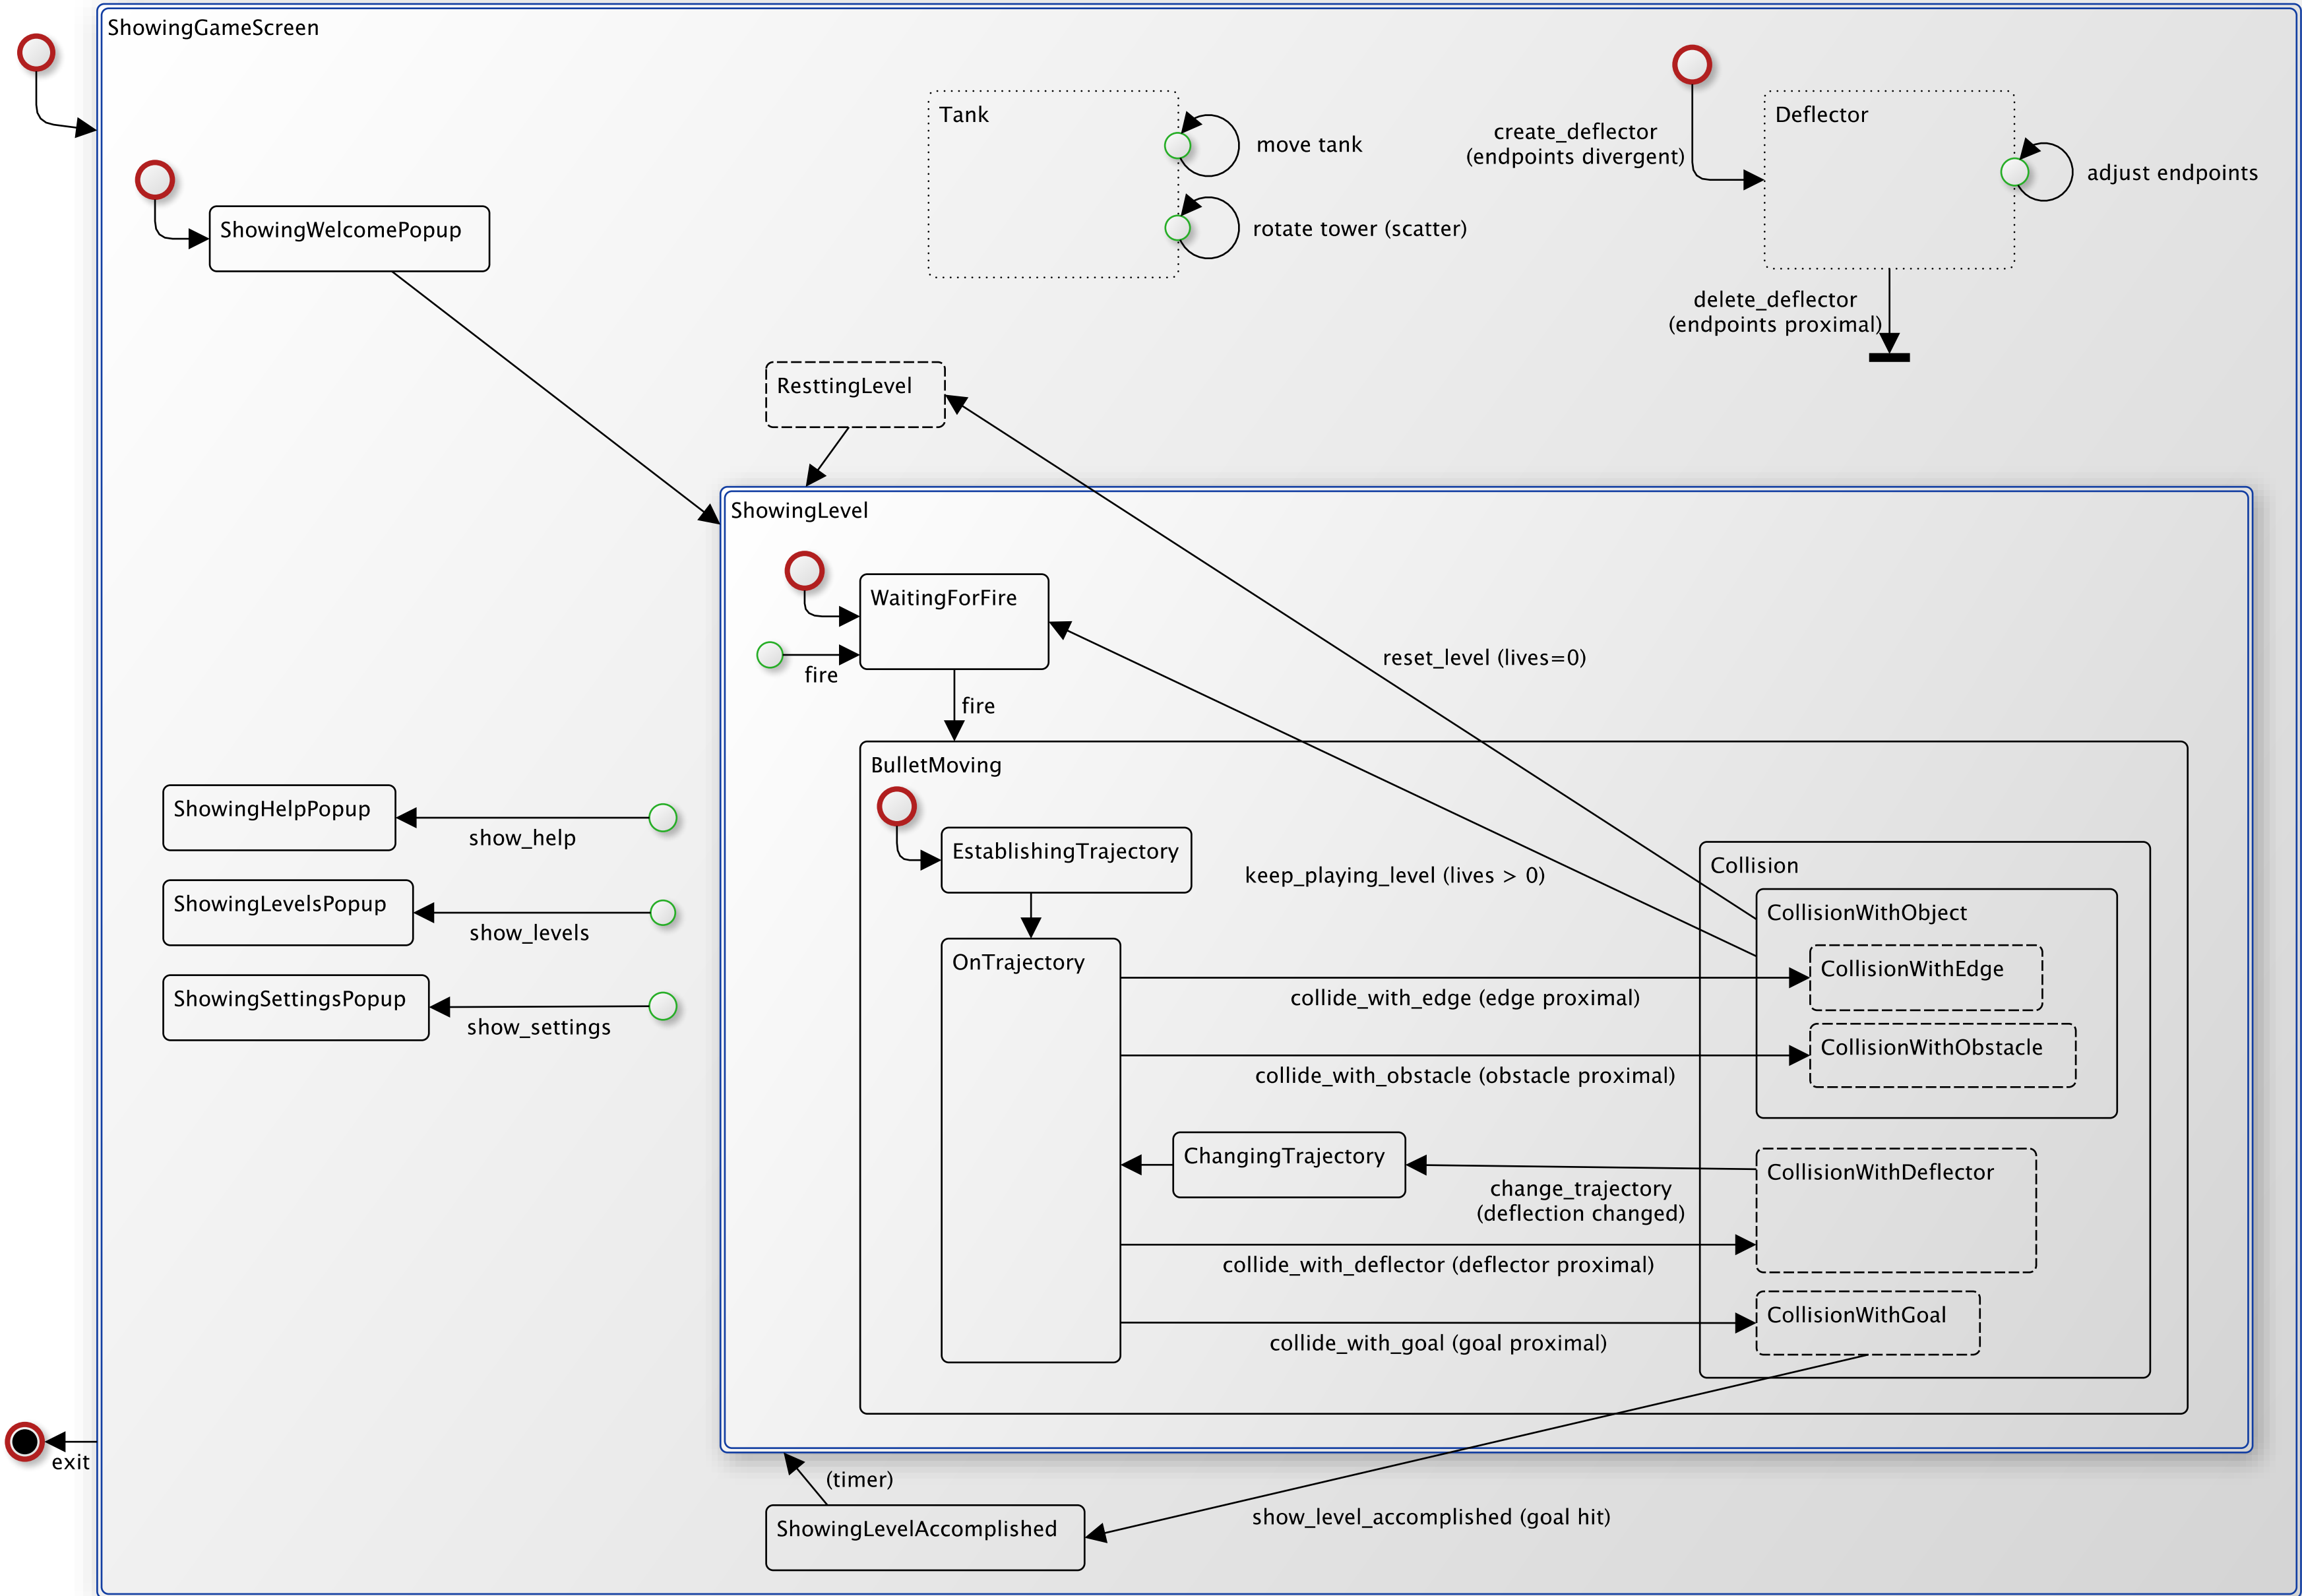 ShowingGameScreen
Tank
move tank
rotate tower (scatter)
create_deflector
(endpoints divergent)
Deflector
adjust endpoints
delete_deflector
(endpoints proximal)
ShowingWelcomePopup
ResttingLevel
ShowingLevel
WaitingForFire
fire
fire
reset_level (lives=0)
BulletMoving
EstablishingTrajectory
keep_playing_level (lives > 0)
Collision
CollisionWithObject
OnTrajectory
CollisionWithEdge
collide_with_edge (edge proximal)
CollisionWithObstacle
collide_with_obstacle (obstacle proximal)
ChangingTrajectory
CollisionWithDeflector
change_trajectory
(deflection changed)
collide_with_deflector (deflector proximal)
CollisionWithGoal
collide_with_goal (goal proximal)
ShowingHelpPopup
show_help
ShowingLevelsPopup
show_levels
ShowingSettingsPopup
show_settings
exit
(timer)
ShowingLevelAccomplished
show_level_accomplished (goal hit)